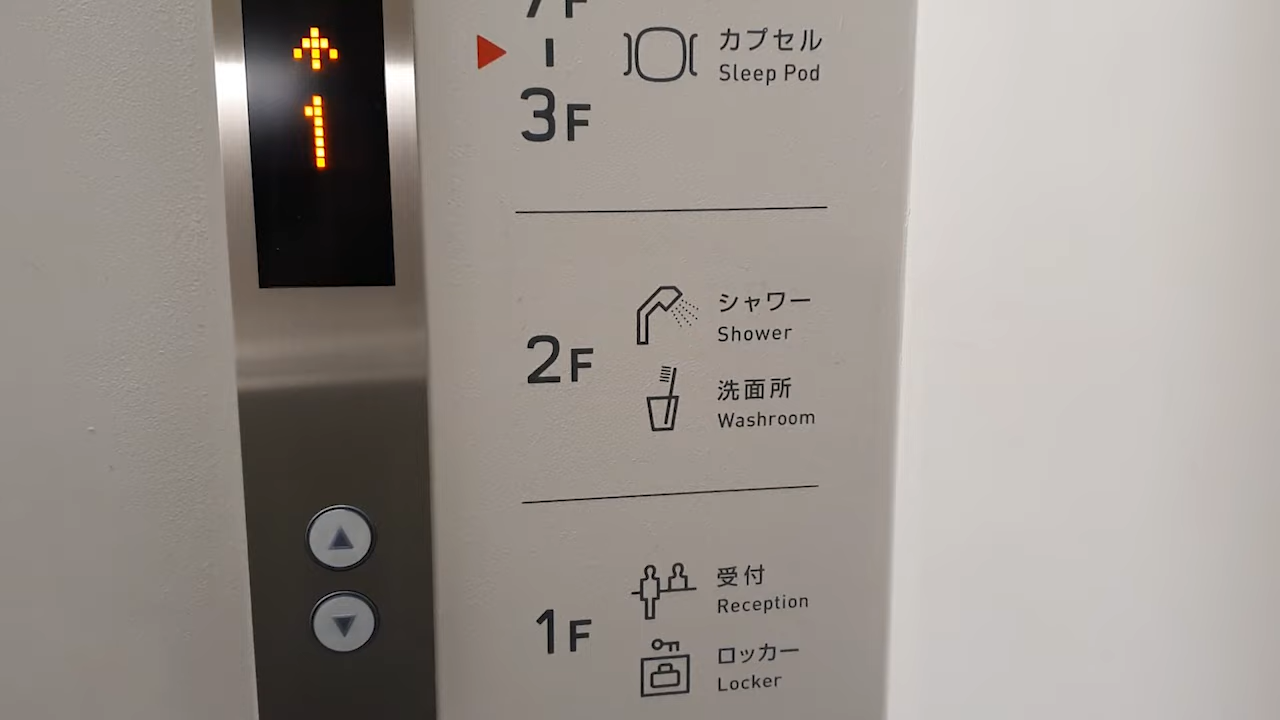 1
7F
3F
カプセル
Sleep Pod
2F
シャワー
Shower
洗面所
Washroom
1F
受付
Reception
ロッカー
Locker